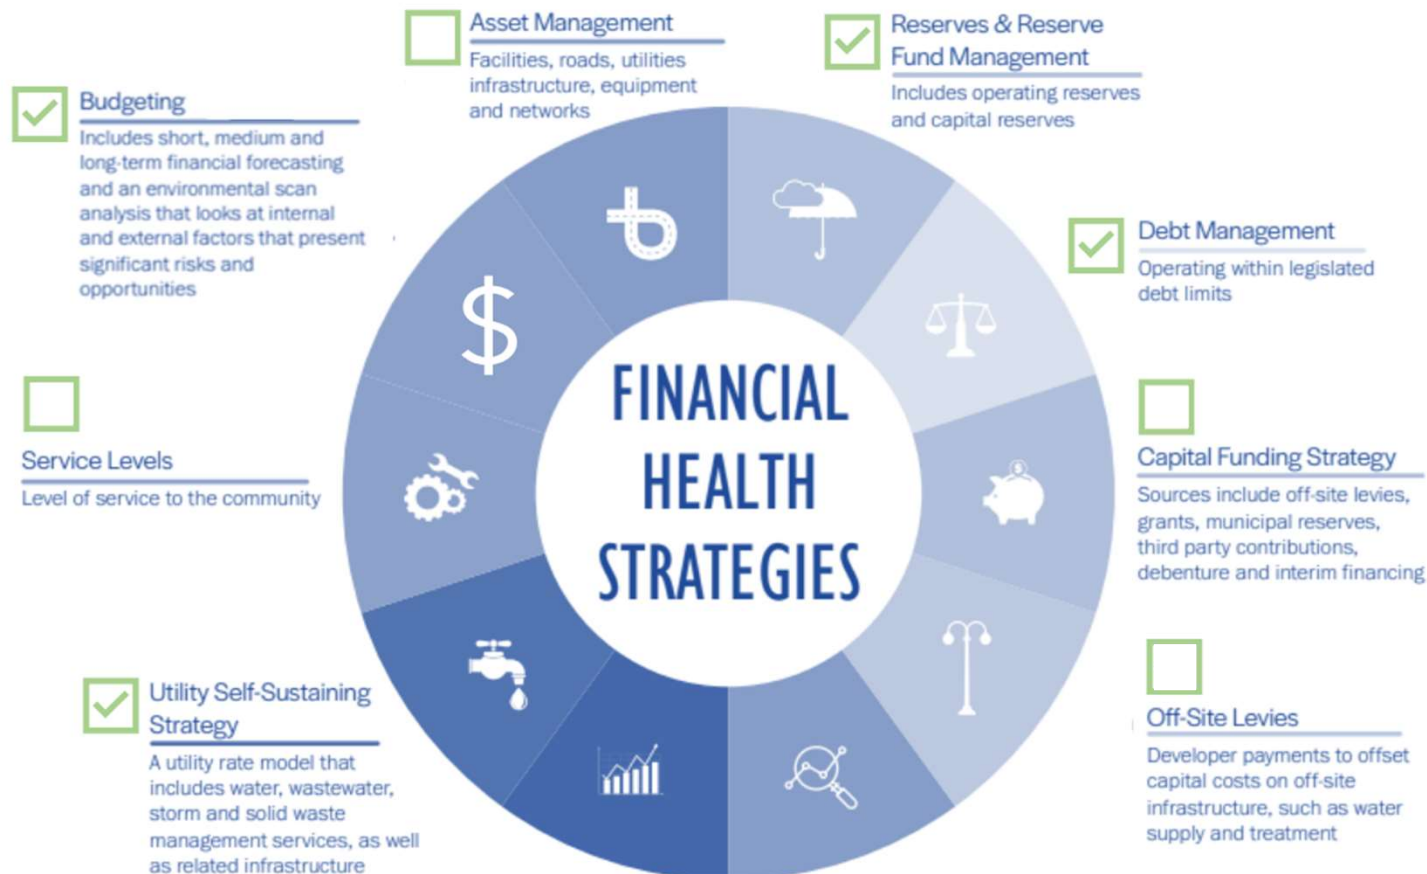 Asset Management
Facilities, roads, utilities
infrastructure, equipment
and networks
Reserves & Reserve
Fund Management
Includes operating reserves
and capital reserves
Budgeting
Includes short, medium and
long-term financial forecasting
and an environmental scan
analysis that looks at internal
and external factors that present
significant risks and
opportunities
Debt Management
Operating within legislated
debt limits
$
FINANCIAL
HEALTH
STRATEGIES
Service Levels
Level of service to the community
Capital Funding Strategy
Sources include off-site levies,
grants, municipal reserves,
third party contributions,
debenture and interim financing
$
Utility Self-Sustaining
Strategy
A utility rate model that
includes water, wastewater,
storm and solid waste
management services, as well
as related infrastructure
Off-Site Levies
Developer payments to offset
capital costs on off-site
infrastructure, such as water
supply and treatment